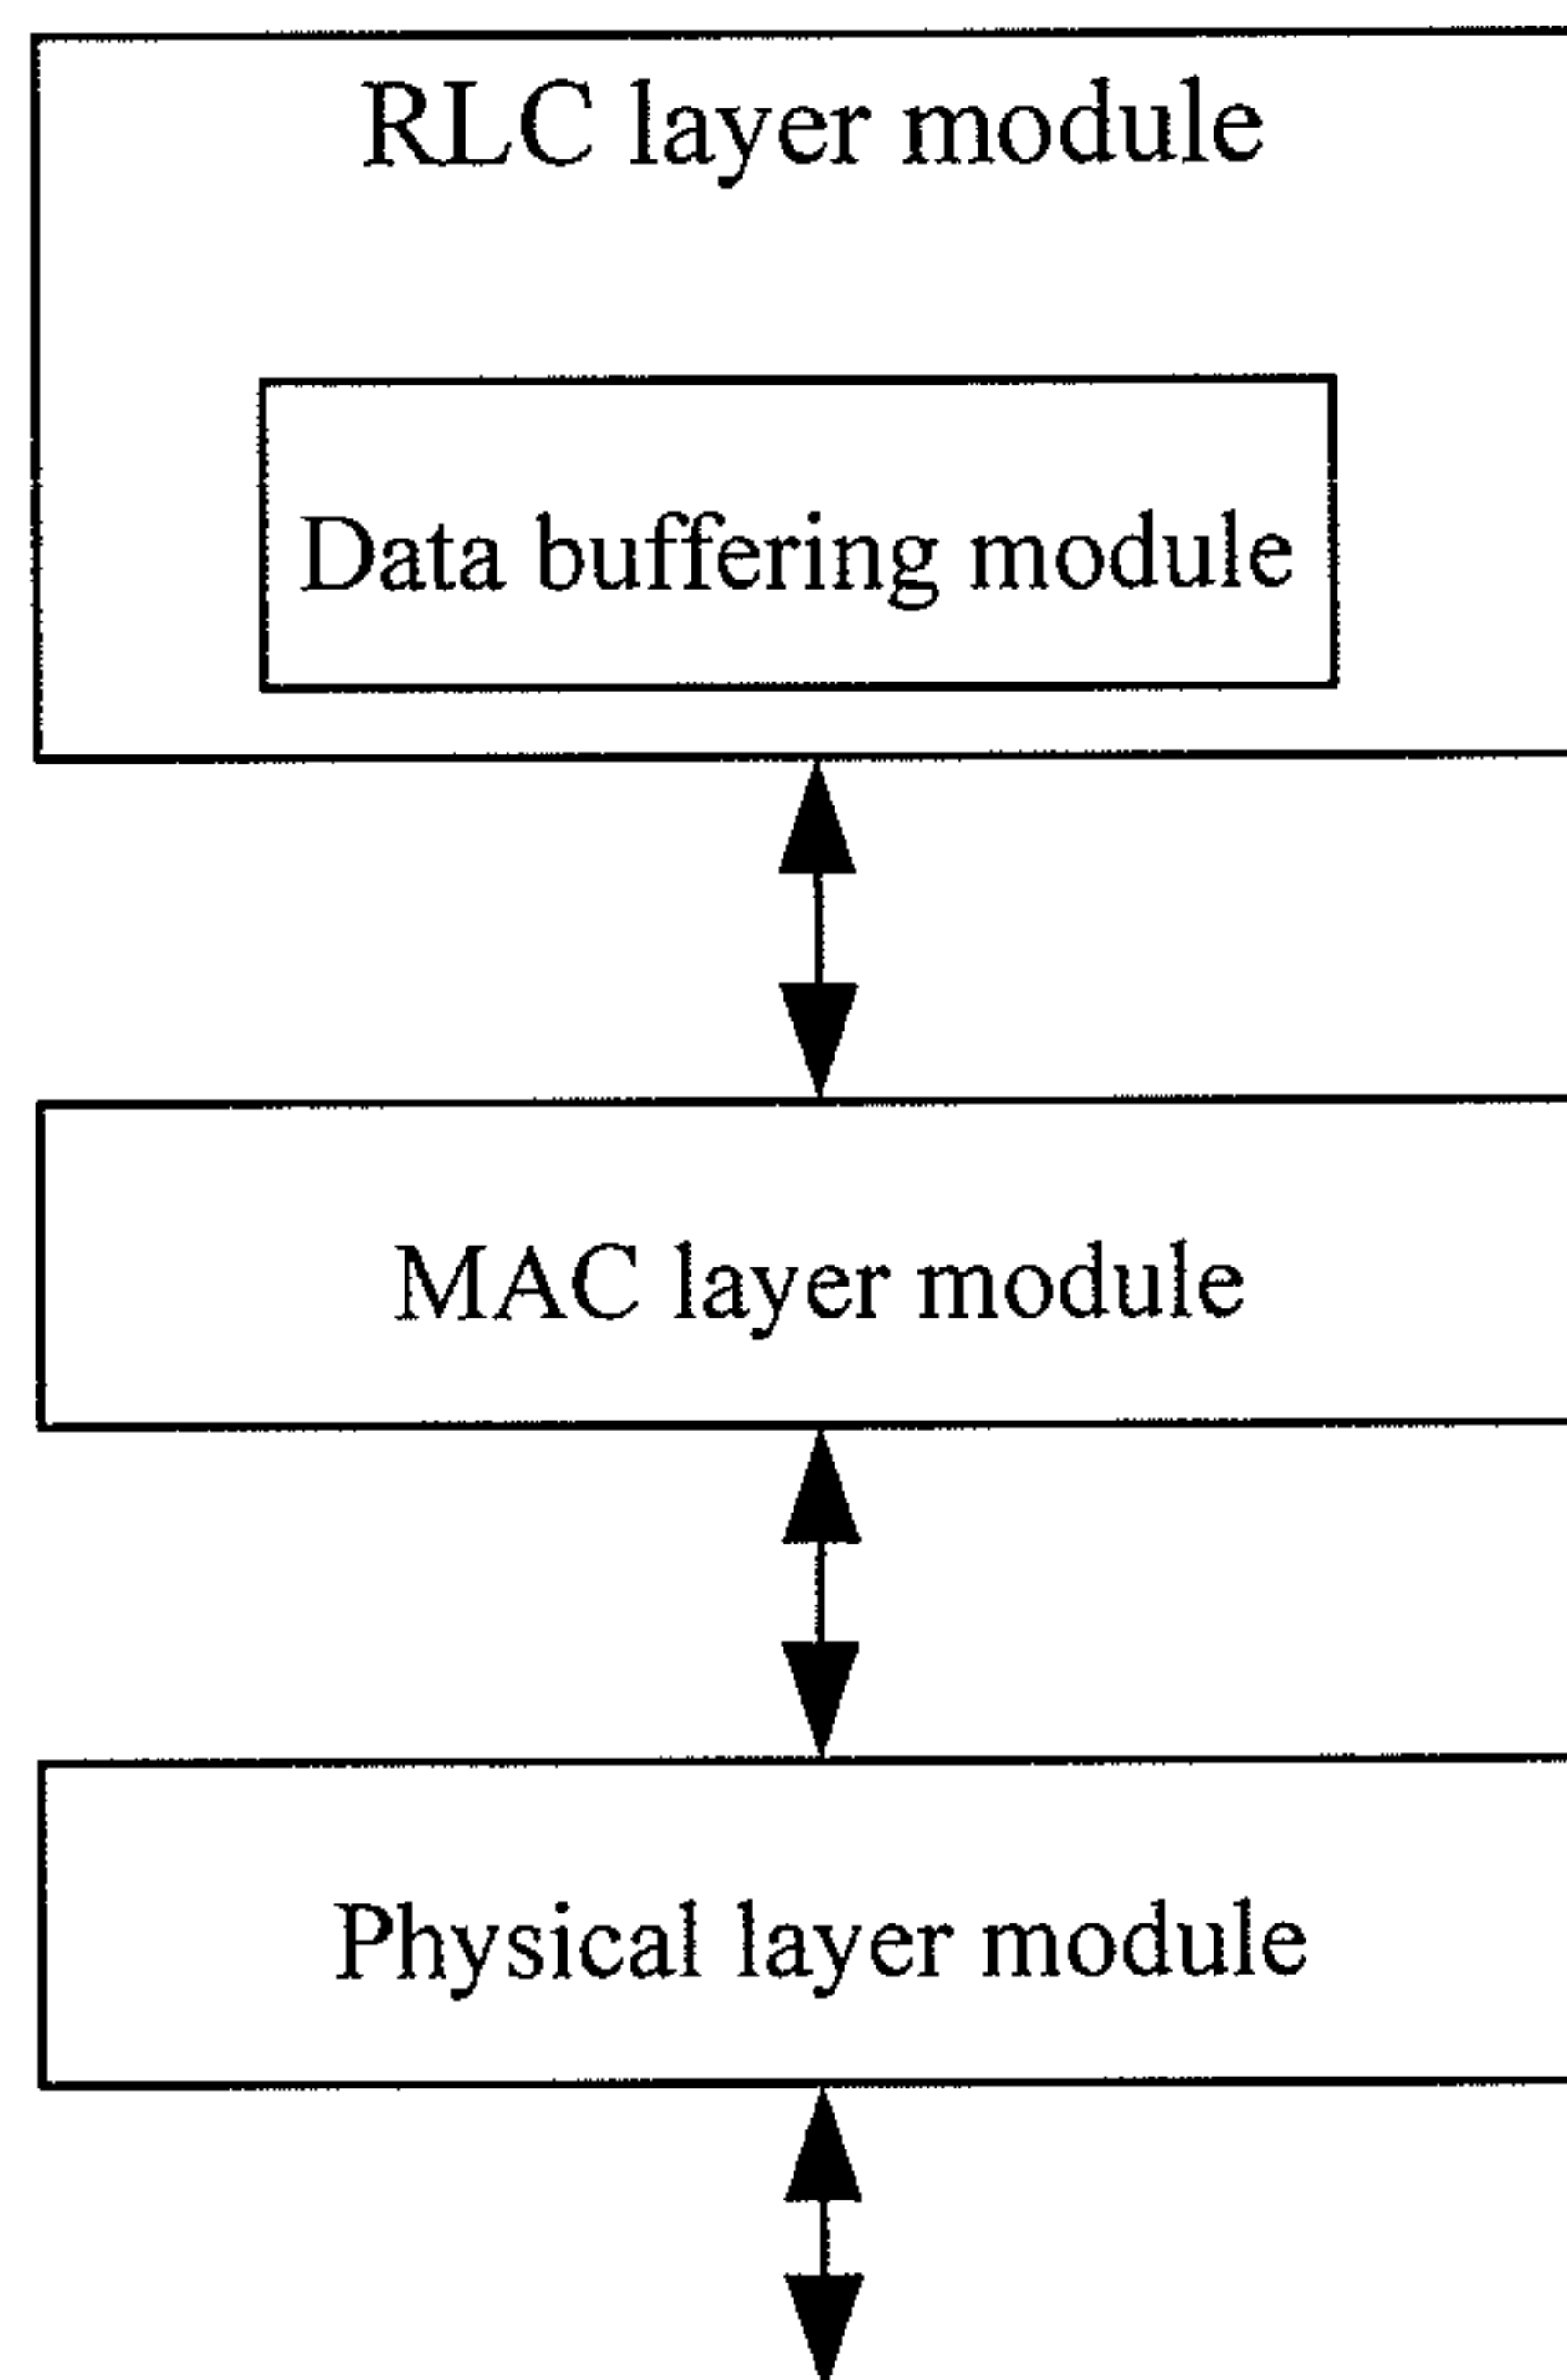 RLC layer module
Data buffering module
MAC layer module
Physical layer module